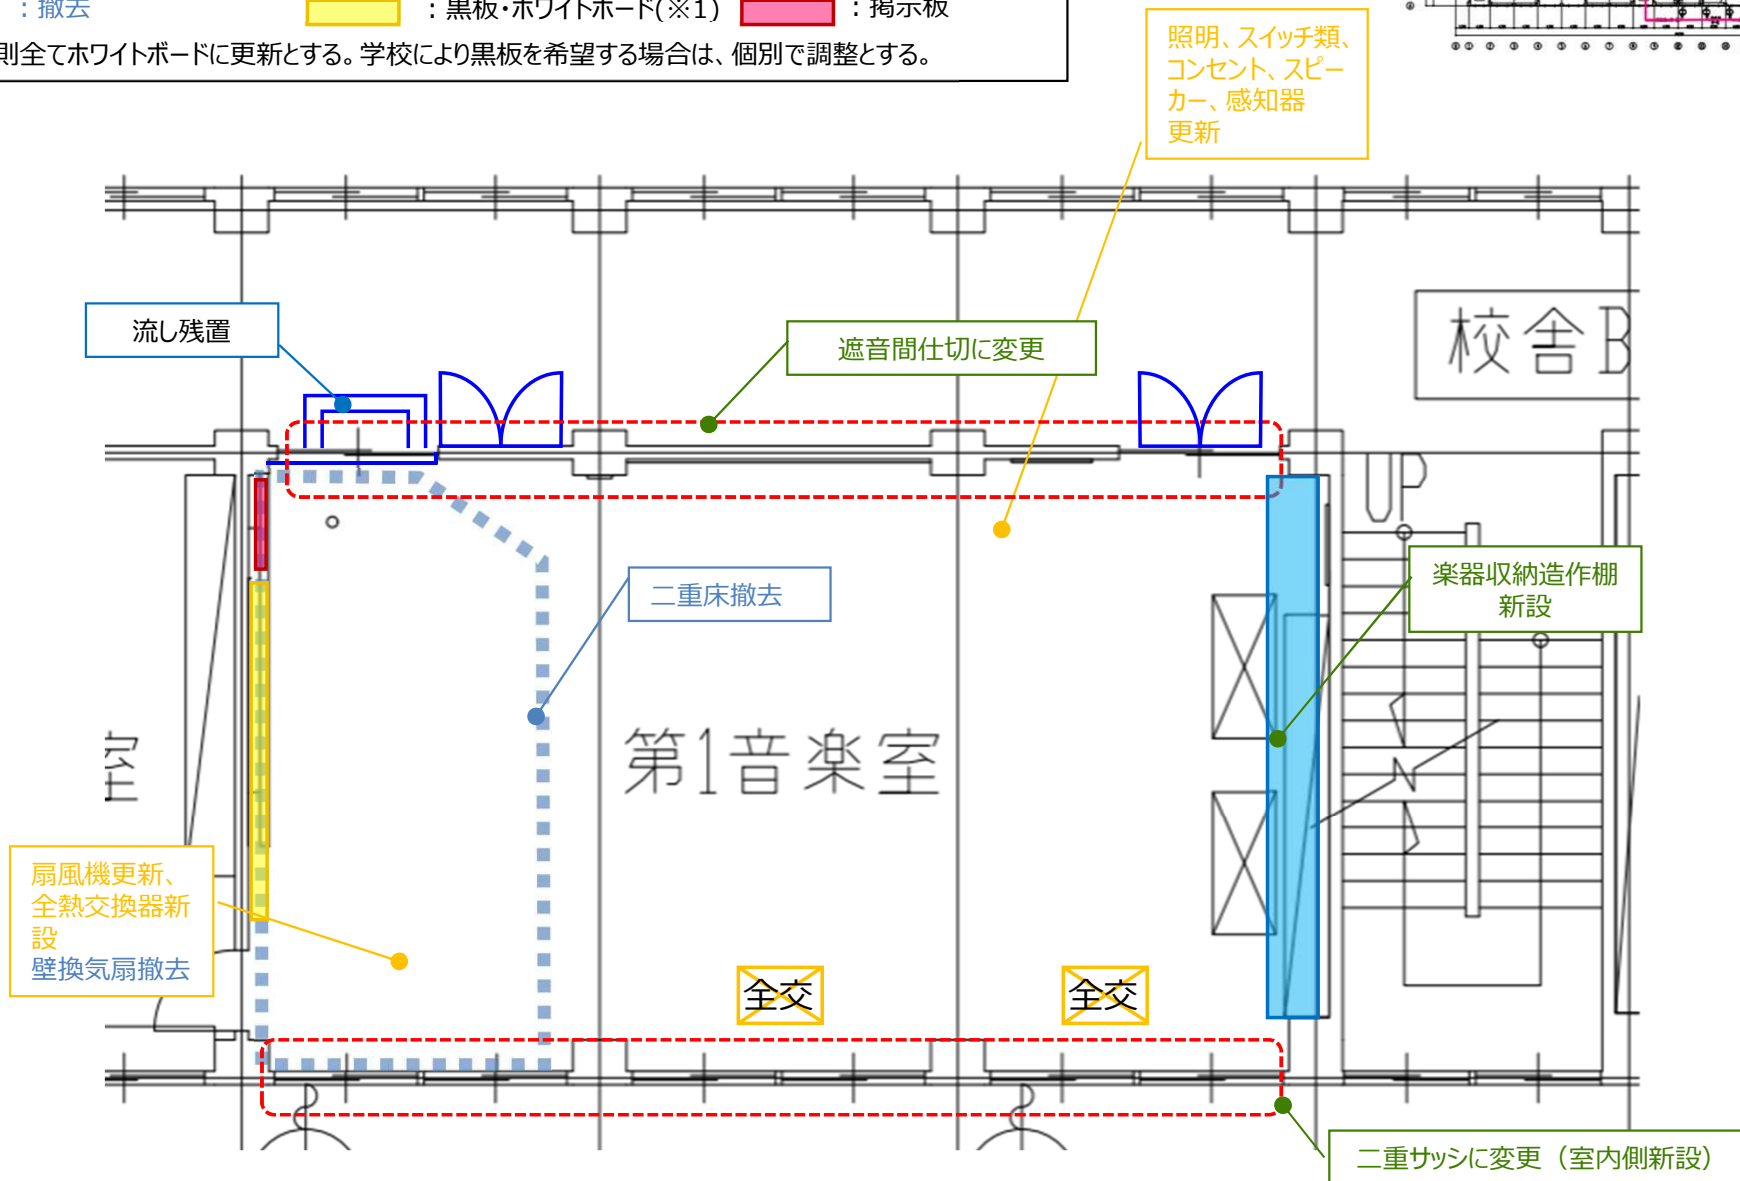 ：撤去
：黒板・ホワイトボード(※1)
：掲示板
則全てホワイトボードに更新とする。学校により黒板を希望する場合は、個別で調整とする。
照明、スイッチ類、
コンセント、スピー
カー、感知器
更新
流し残置
遮音間仕切に変更
校舎B
二重床撤去
楽器収納造作棚
新設
UP
第1音楽室
室
扇風機更新、
全熱交換器新
設
壁換気扇撤去
全交
全交
二重サッシに変更（室内側新設）